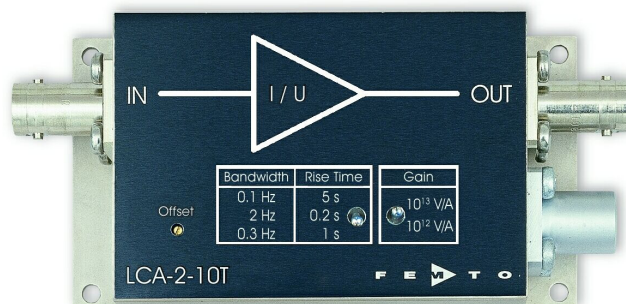 IN I / U OUT
Bandwidth Rise Time Gain
0.1 Hz 5 s 10¹³ V/A
2 Hz 0.2 s 10¹² V/A
0.3 Hz 1 s
Offset
LCA-2-10T FEMTO